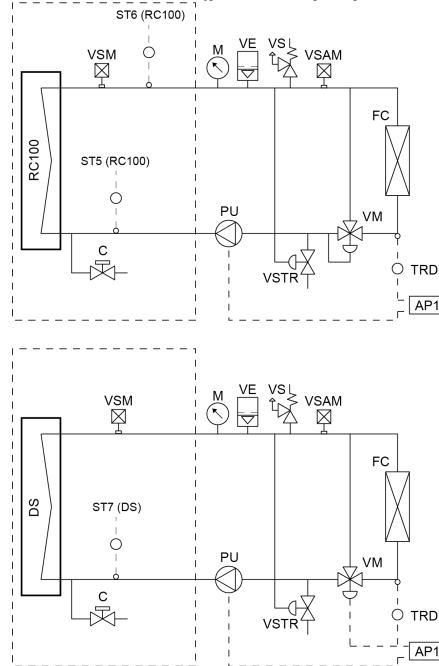 ST6 (RC100)
VSM
M
VE
VS
VSAM
RC100
FC
ST5 (RC100)
PU
VM
C
VSTR
TRD
AP1
VSM
M
VE
VS
VSAM
DS
FC
ST7 (DS)
PU
VM
C
VSTR
TRD
AP1